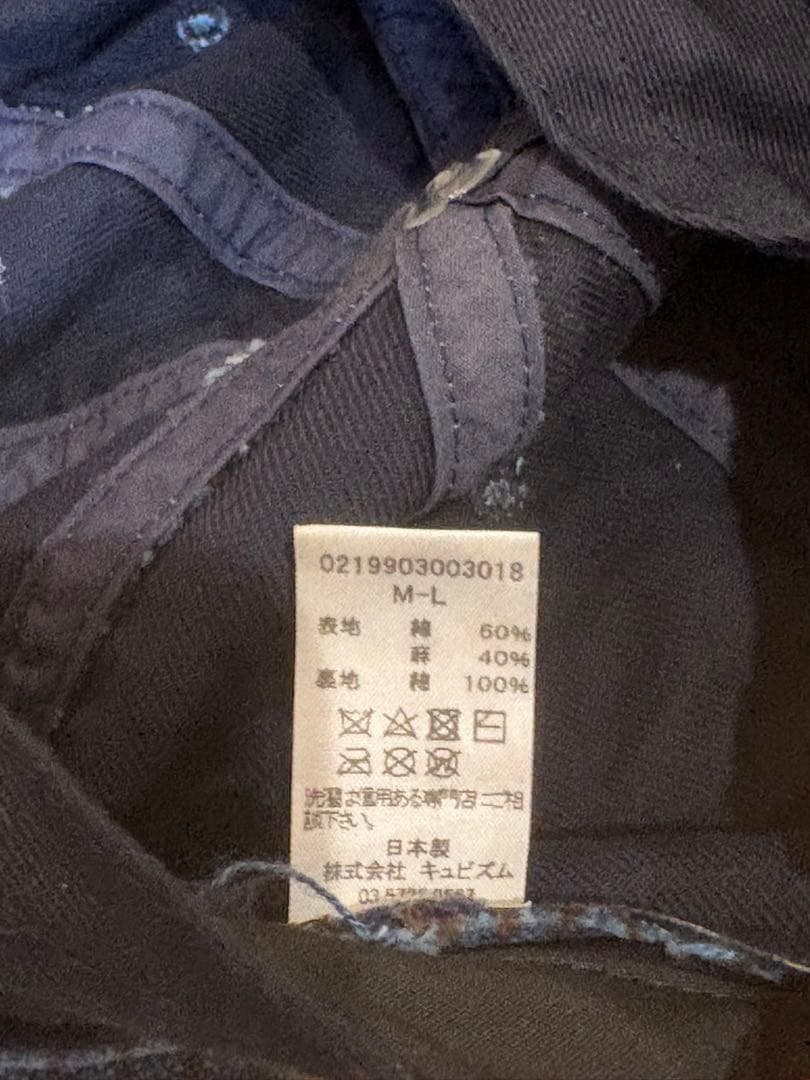 0219903003018
M-L
表地 綿 60%
麻 40%
裏地 綿 100%
洗濯は信用ある専門店にご相
談下さい。
日本製
株式会社 キュビズム